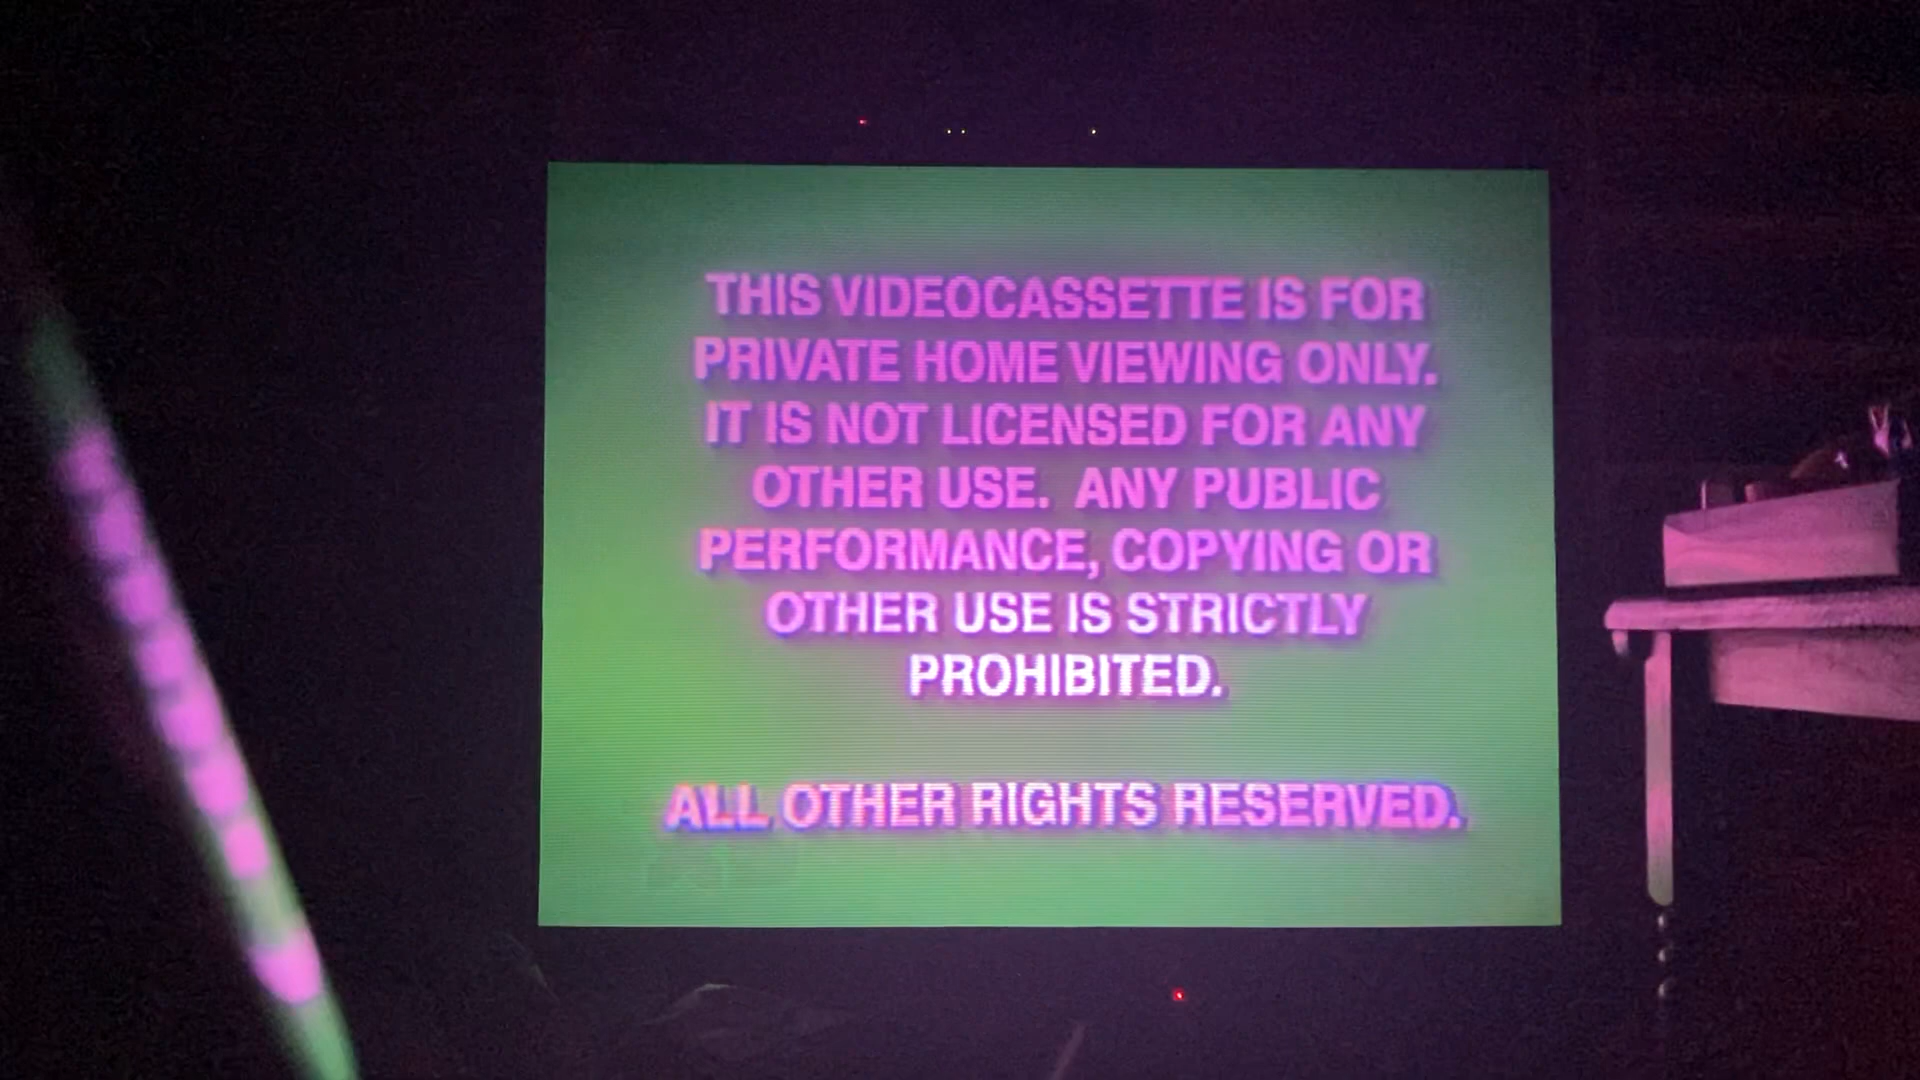 THIS VIDEOCASSETTE IS FOR
PRIVATE HOME VIEWING ONLY.
IT IS NOT LICENSED FOR ANY
OTHER USE.  ANY PUBLIC
PERFORMANCE, COPYING OR
OTHER USE IS STRICTLY
PROHIBITED.
ALL OTHER RIGHTS RESERVED.